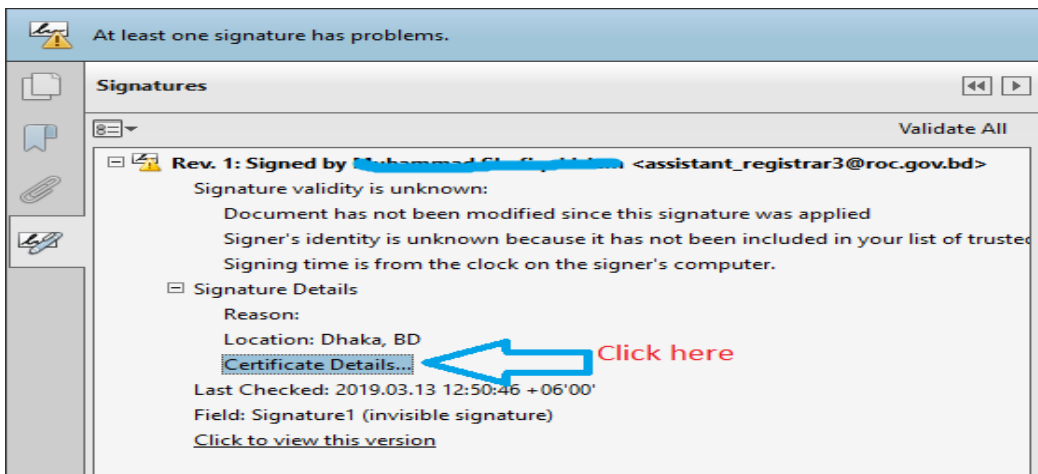 At least one signature has problems.
Signatures
Validate All
Rev. 1: Signed by <assistant_registrar3@roc.gov.bd>
Signature validity is unknown:
Document has not been modified since this signature was applied
Signer's identity is unknown because it has not been included in your list of trusted
Signing time is from the clock on the signer's computer.
Signature Details
Reason:
Location: Dhaka, BD
Certificate Details...
Click here
Last Checked: 2019.03.13 12:50:46 +06'00'
Field: Signature1 (invisible signature)
Click to view this version